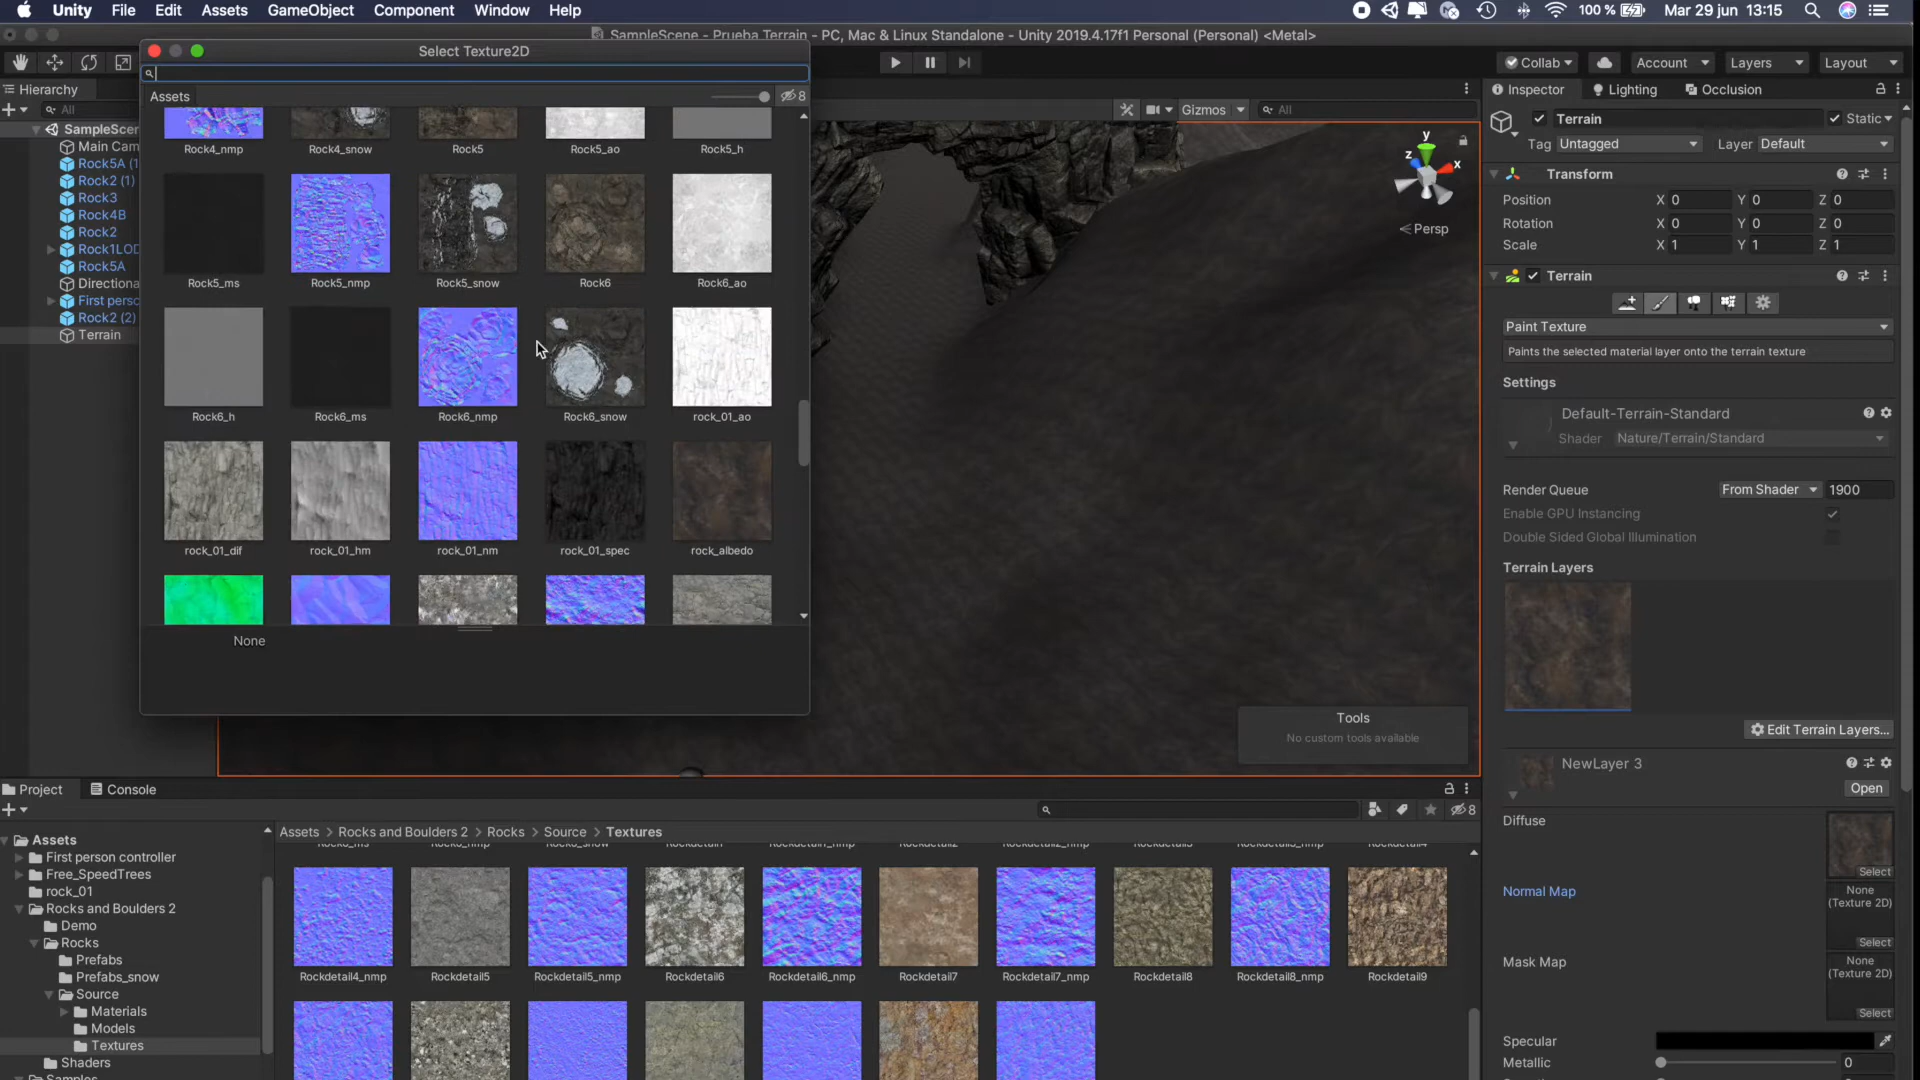 Unity File Edit Assets GameObject Component Window Help
100 % Mar 29 jun 13:15
SampleScene - Prueba Terrain - PC, Mac & Linux Standalone - Unity 2019.4.17f1 Personal (Personal) <Metal>
Select Texture2D
Collab Account Layers Layout
Hierarchy
All
Assets
8
Gizmos
All
SampleScen
Main Cam
Rock5A (1
Rock2 (1)
Rock3
Rock4B
Rock2
Rock1LOD
Rock5A
Directiona
First perso
Rock2 (2)
Terrain
Rock4_nmp Rock4_snow Rock5 Rock5_ao Rock5_h
Rock5_ms Rock5_nmp Rock5_snow Rock6 Rock6_ao
Rock6_h Rock6_ms Rock6_nmp Rock6_snow rock_01_ao
rock_01_dif rock_01_hm rock_01_nm rock_01_spec rock_albedo
None
y
z x
Persp
Tools
No custom tools available
Inspector Lighting Occlusion
Terrain Static
Tag Untagged Layer Default
Transform
Position X 0 Y 0 Z 0
Rotation X 0 Y 0 Z 0
Scale X 1 Y 1 Z 1
Terrain
Paint Texture
Paints the selected material layer onto the terrain texture
Settings
Default-Terrain-Standard
Shader Nature/Terrain/Standard
Render Queue From Shader 1900
Enable GPU Instancing
Double Sided Global Illumination
Terrain Layers
Edit Terrain Layers...
NewLayer 3
Open
Diffuse
Select
Normal Map
None
(Texture 2D)
Select
Mask Map
None
(Texture 2D)
Select
Specular
Metallic 0
Project Console
8
Assets
First person controller
Free_SpeedTrees
rock_01
Rocks and Boulders 2
Demo
Rocks
Prefabs
Prefabs_snow
Source
Materials
Models
Textures
Shaders
Samples
Assets > Rocks and Boulders 2 > Rocks > Source > Textures
Rockdetail4_nmp Rockdetail5 Rockdetail5_nmp Rockdetail6 Rockdetail6_nmp Rockdetail7 Rockdetail7_nmp Rockdetail8 Rockdetail8_nmp Rockdetail9